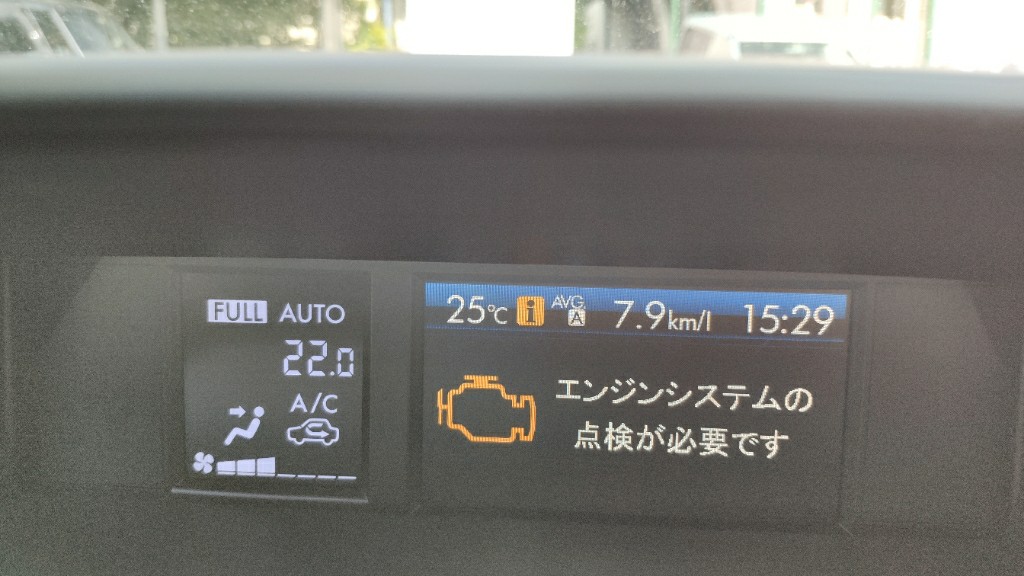 FULL AUTO
22.0
A/C
25℃ i AVG. A 7.9km/l 15:29
エンジンシステムの
点検が必要です